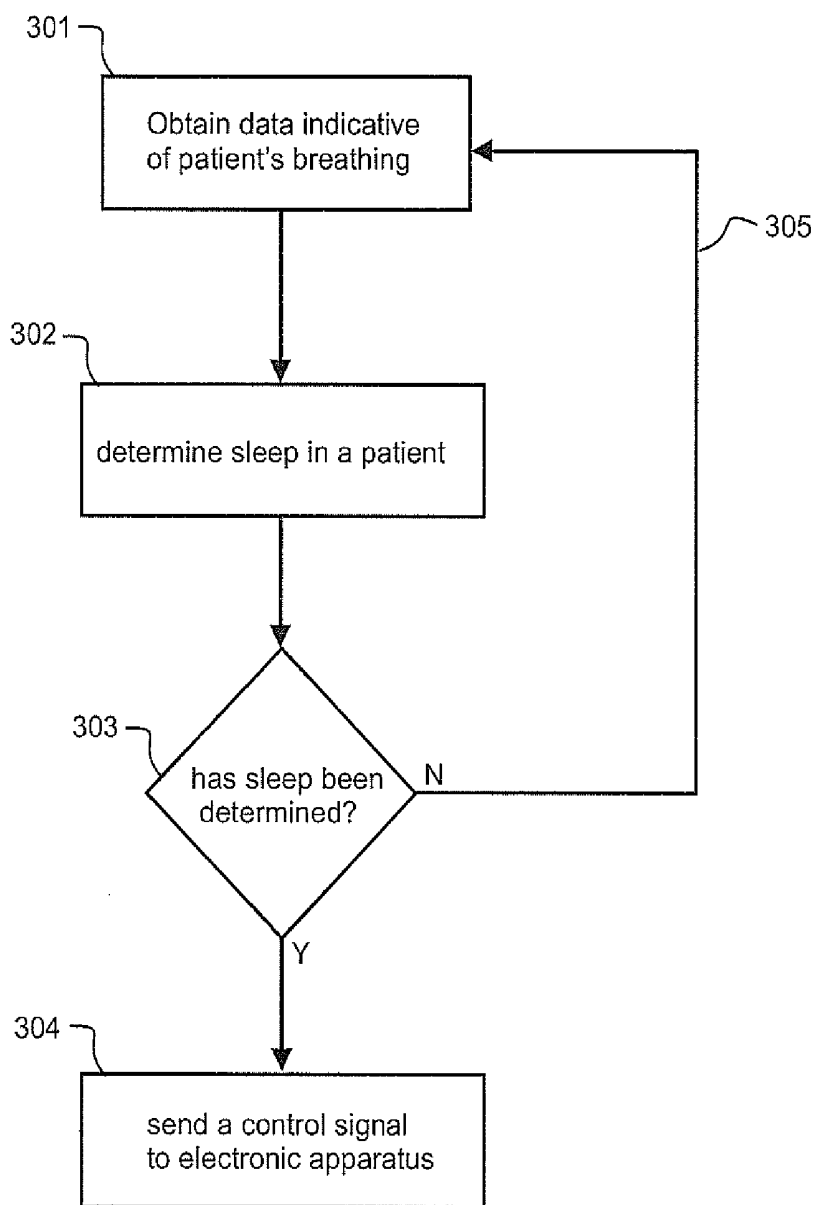 301
Obtain data indicative
of patient's breathing
305
302
determine sleep in a patient
303
has sleep been
determined?
N
Y
304
send a control signal
to electronic apparatus